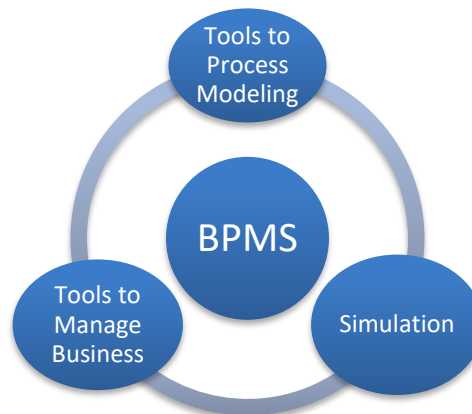 Tools to
Process
Modeling
BPMS
Tools to
Manage
Business
Simulation